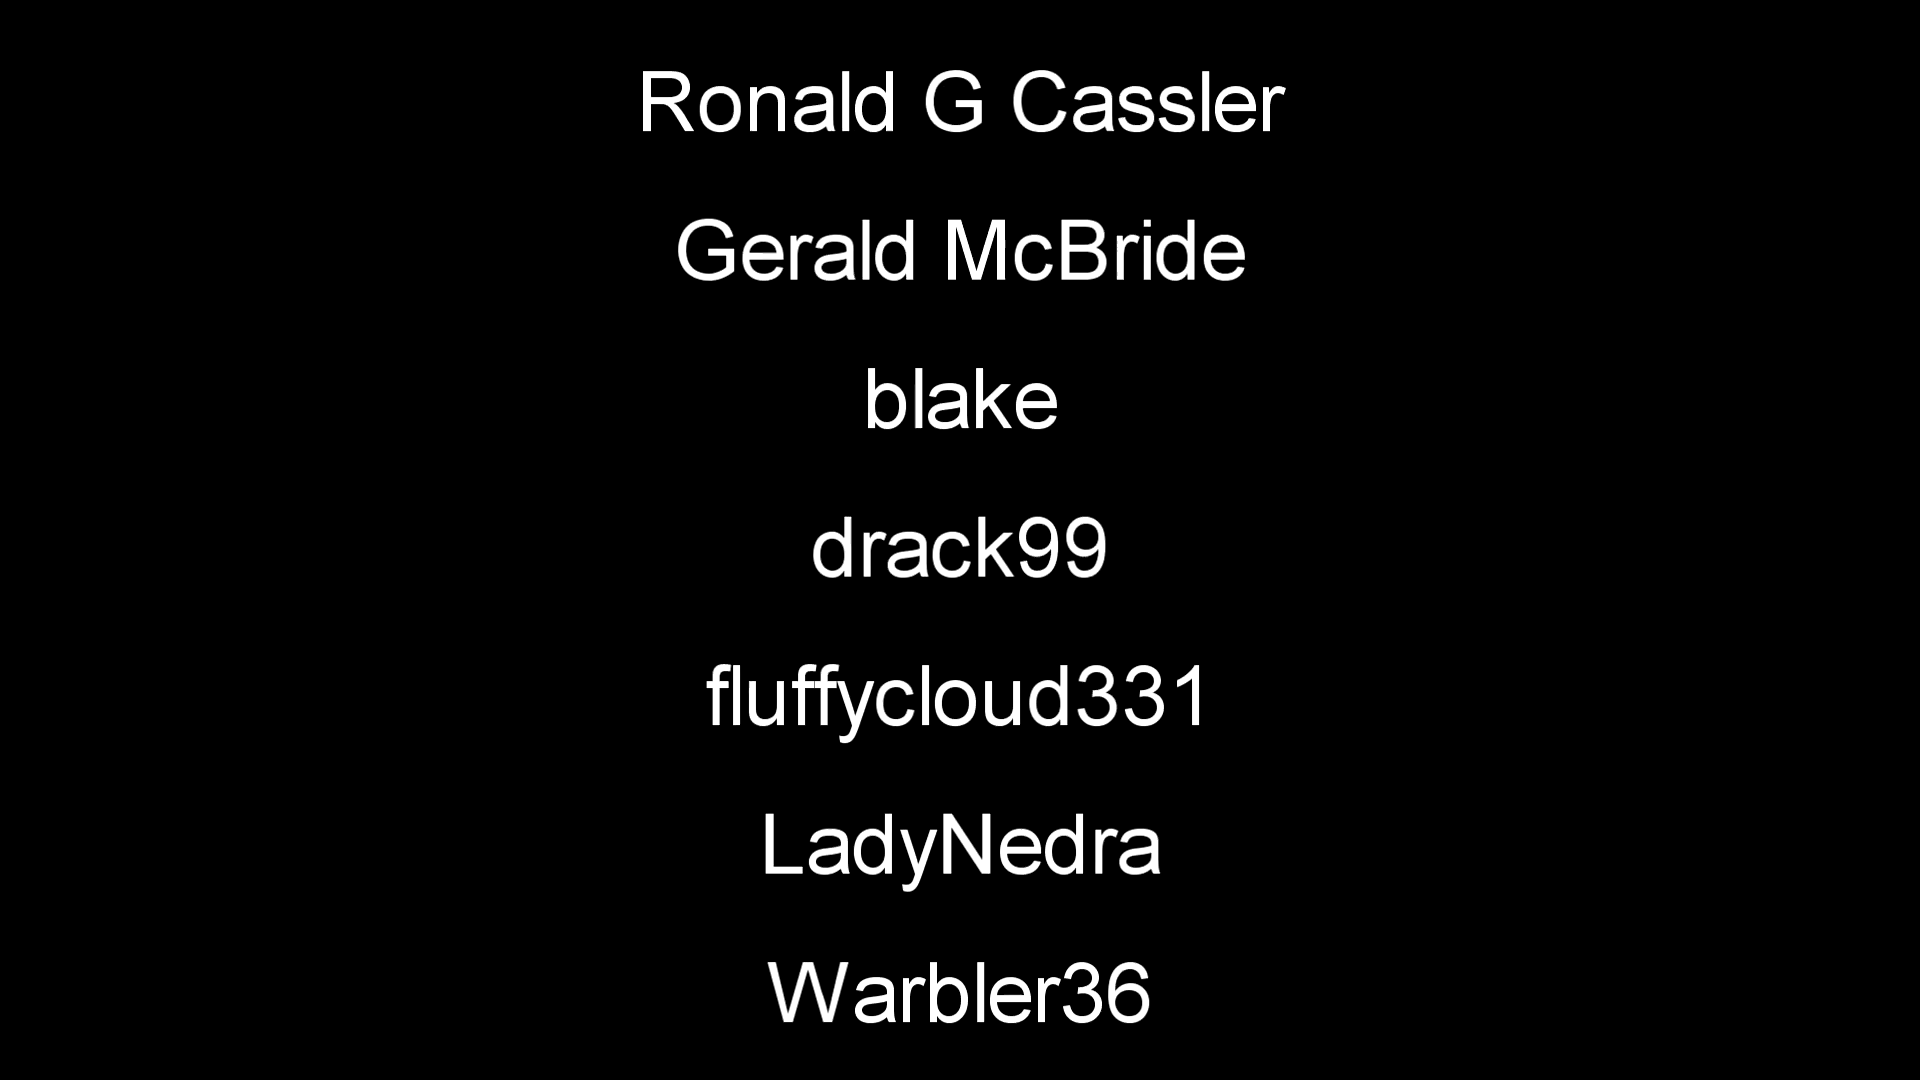 Ronald G Cassler
Gerald McBride
blake
drack99
fluffycloud331
LadyNedra
Warbler36